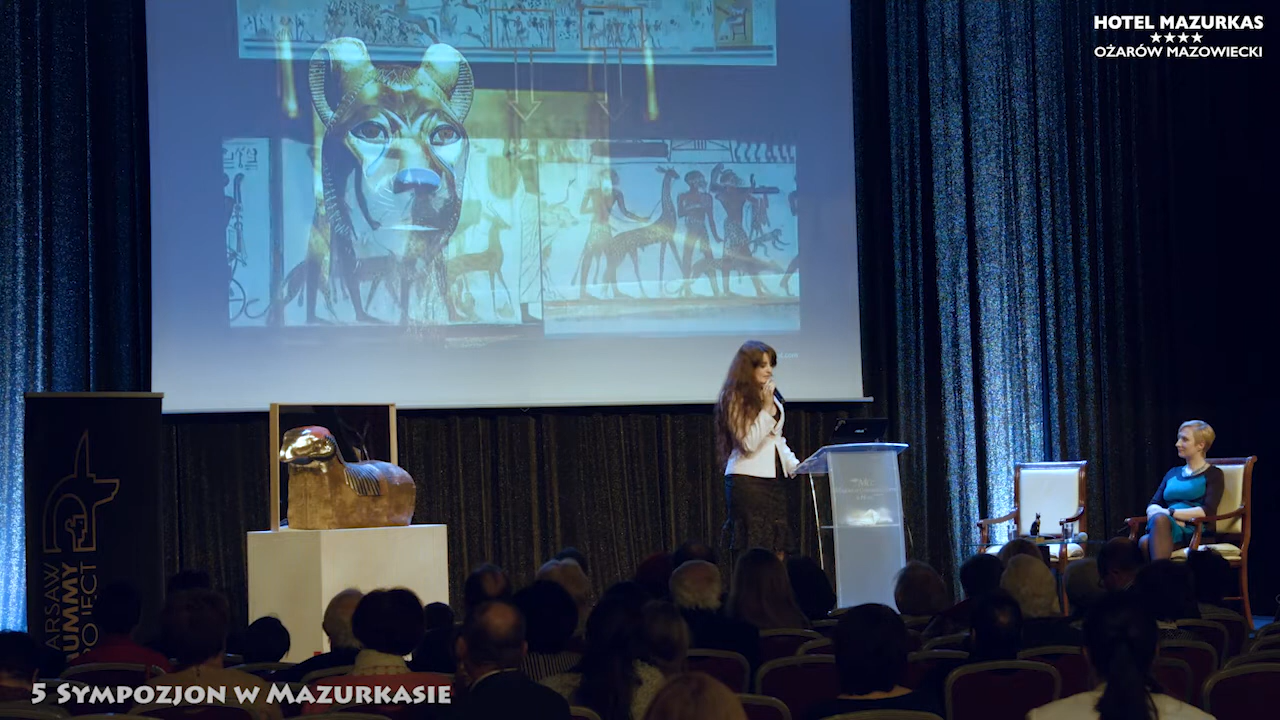 HOTEL MAZURKAS
★★★★
OŻARÓW MAZOWIECKI
ARSAW
UMMY
OJECT
5 Sympozjon w Mazurkasie